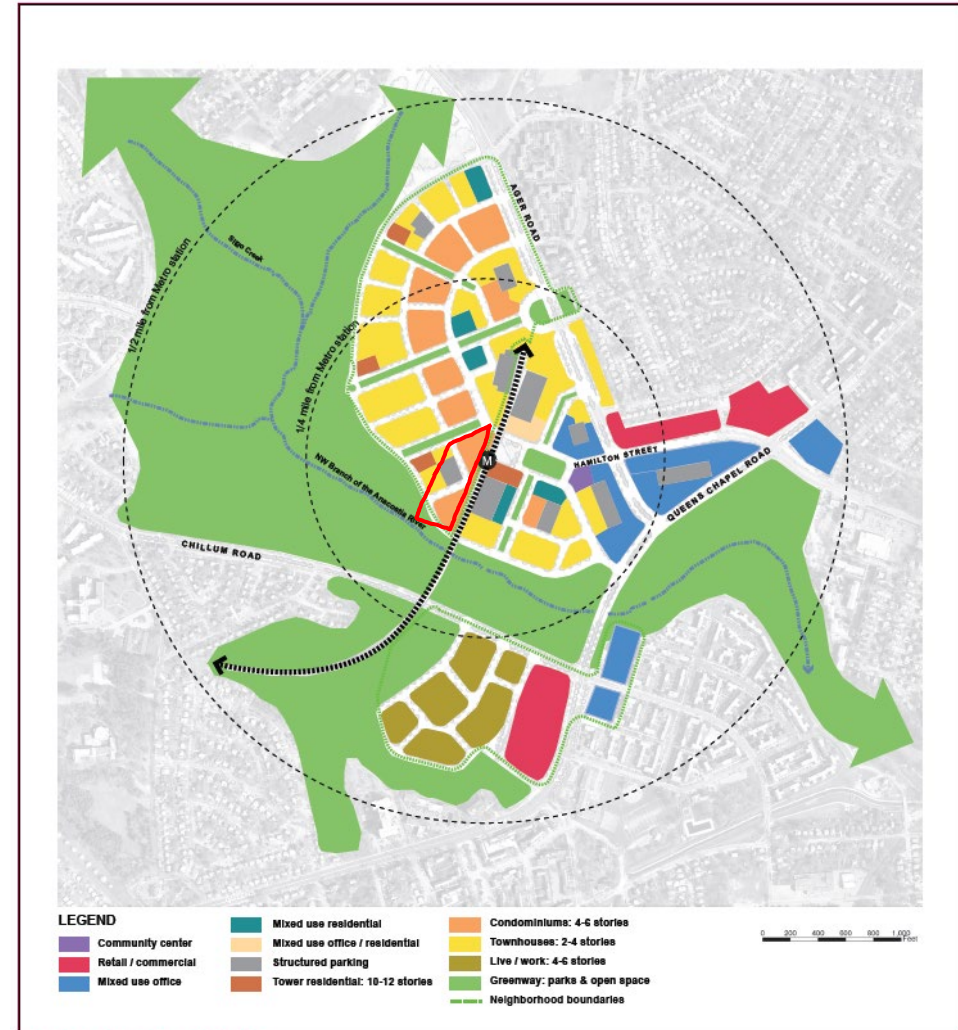 AGER ROAD
Sligo Creek
1/2 mile from Metro station
1/4 mile from Metro station
NW Branch of the Anacostia River
M
HAMILTON STREET
QUEENS CHAPEL ROAD
CHILLUM ROAD
LEGEND
Community center
Retail / commercial
Mixed use office
Mixed use residential
Mixed use office / residential
Structured parking
Tower residential: 10-12 stories
Condominiums: 4-6 stories
Townhouses: 2-4 stories
Live / work: 4-6 stories
Greenway: parks & open space
Neighborhood boundaries
0 200 400 600 800 1,000
Feet